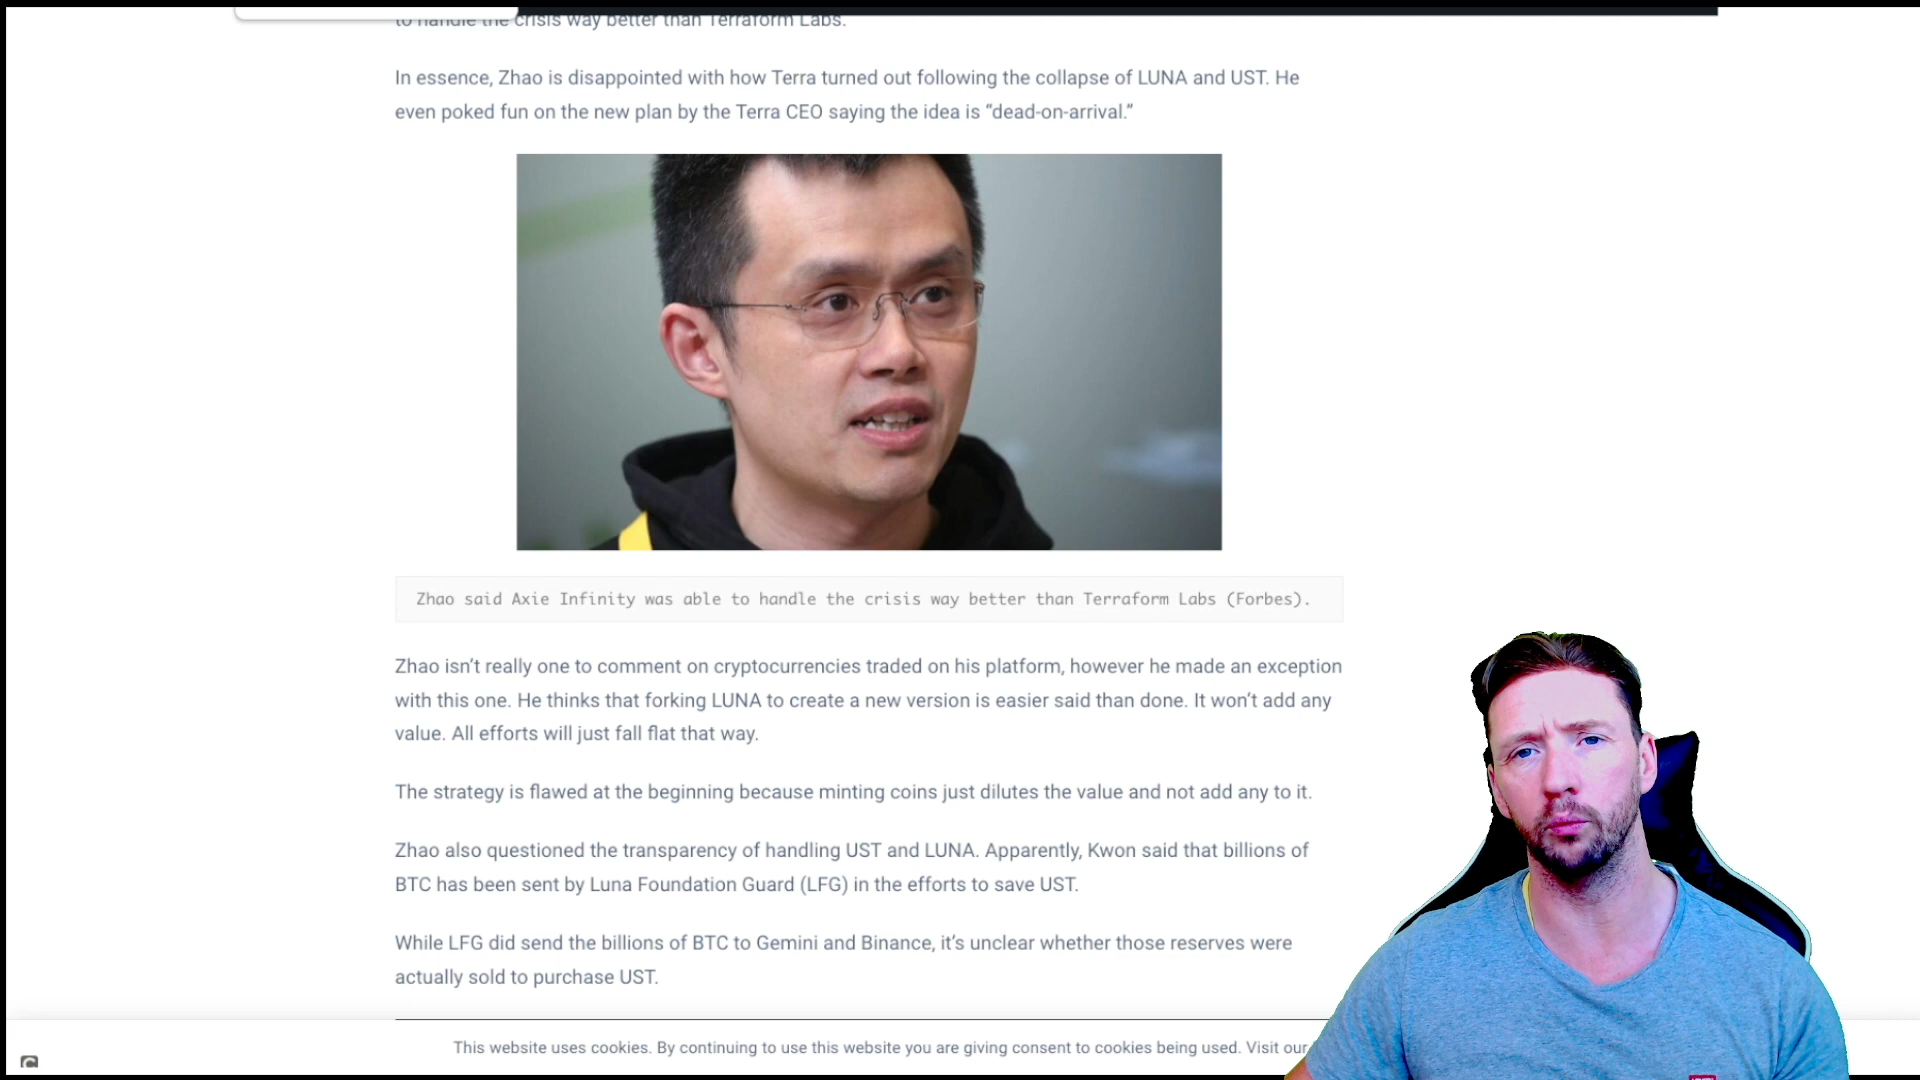 to handle the crisis way better than Terraform Labs.
In essence, Zhao is disappointed with how Terra turned out following the collapse of LUNA and UST. He
even poked fun on the new plan by the Terra CEO saying the idea is “dead-on-arrival.”
Zhao said Axie Infinity was able to handle the crisis way better than Terraform Labs (Forbes).
Zhao isn’t really one to comment on cryptocurrencies traded on his platform, however he made an exception
with this one. He thinks that forking LUNA to create a new version is easier said than done. It won’t add any
value. All efforts will just fall flat that way.
The strategy is flawed at the beginning because minting coins just dilutes the value and not add any to it.
Zhao also questioned the transparency of handling UST and LUNA. Apparently, Kwon said that billions of
BTC has been sent by Luna Foundation Guard (LFG) in the efforts to save UST.
While LFG did send the billions of BTC to Gemini and Binance, it’s unclear whether those reserves were
actually sold to purchase UST.
This website uses cookies. By continuing to use this website you are giving consent to cookies being used. Visit our